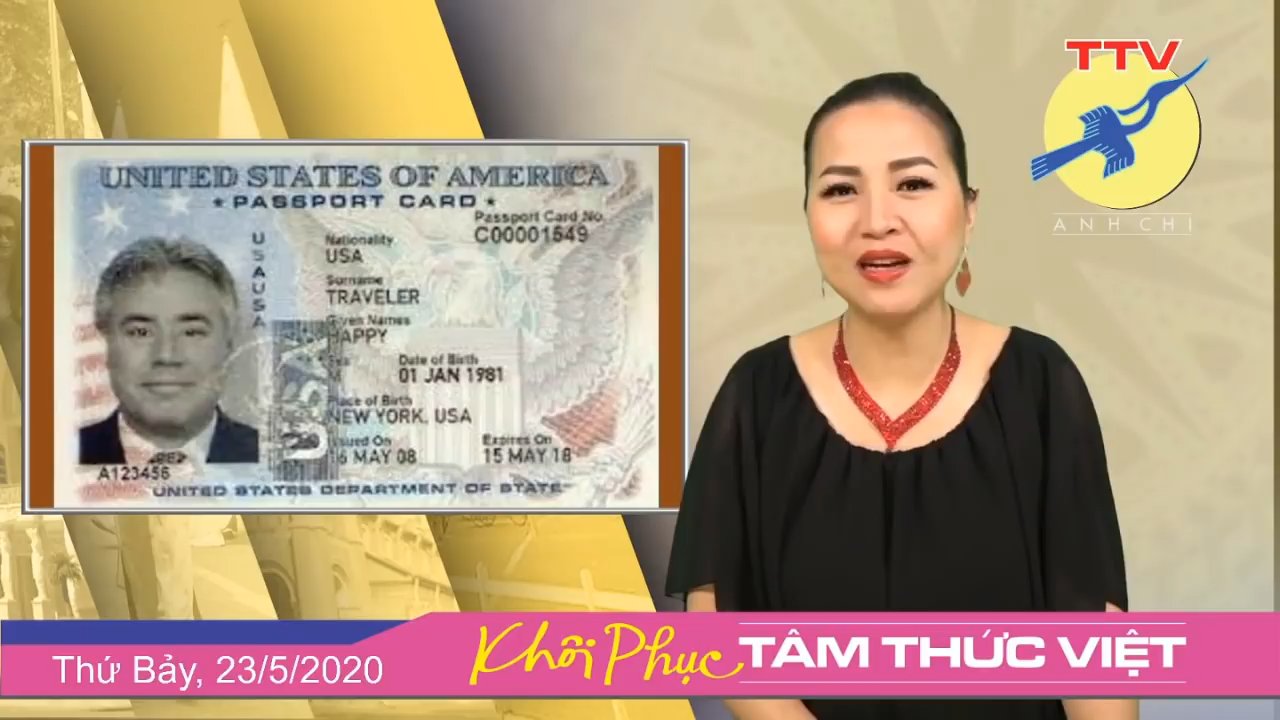 UNITED STATES OF AMERICA
★ PASSPORT CARD ★
Passport Card No.
C00001549
USAUSA
Nationality
USA
Surname
TRAVELER
Given Names
HAPPY
Sex
M
Date of Birth
01 JAN 1981
Place of Birth
NEW YORK, USA
Issued On
16 MAY 08
Expires On
15 MAY 18
A123456
UNITED STATES DEPARTMENT OF STATE
TTV
ANH CHI
Khôi Phục TÂM THỨC VIỆT
Thứ Bảy, 23/5/2020